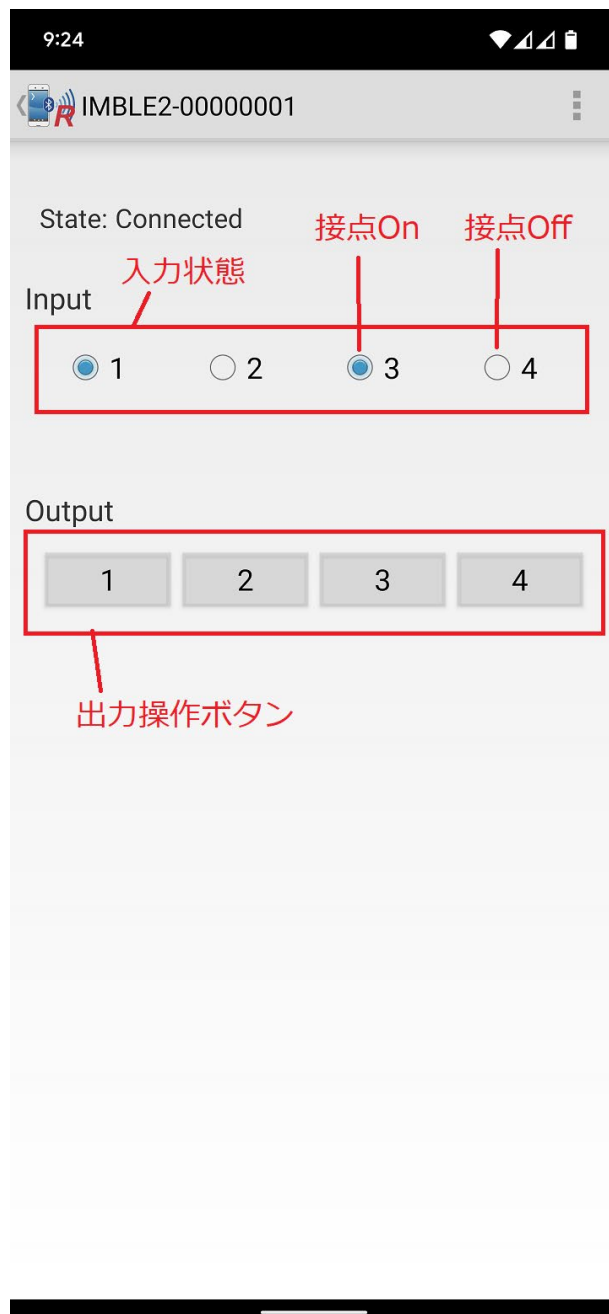 9:24
R IMBLE2-00000001
State: Connected
接点On 接点Off
入力状態
Input
1 2 3 4
Output
1 2 3 4
出力操作ボタン